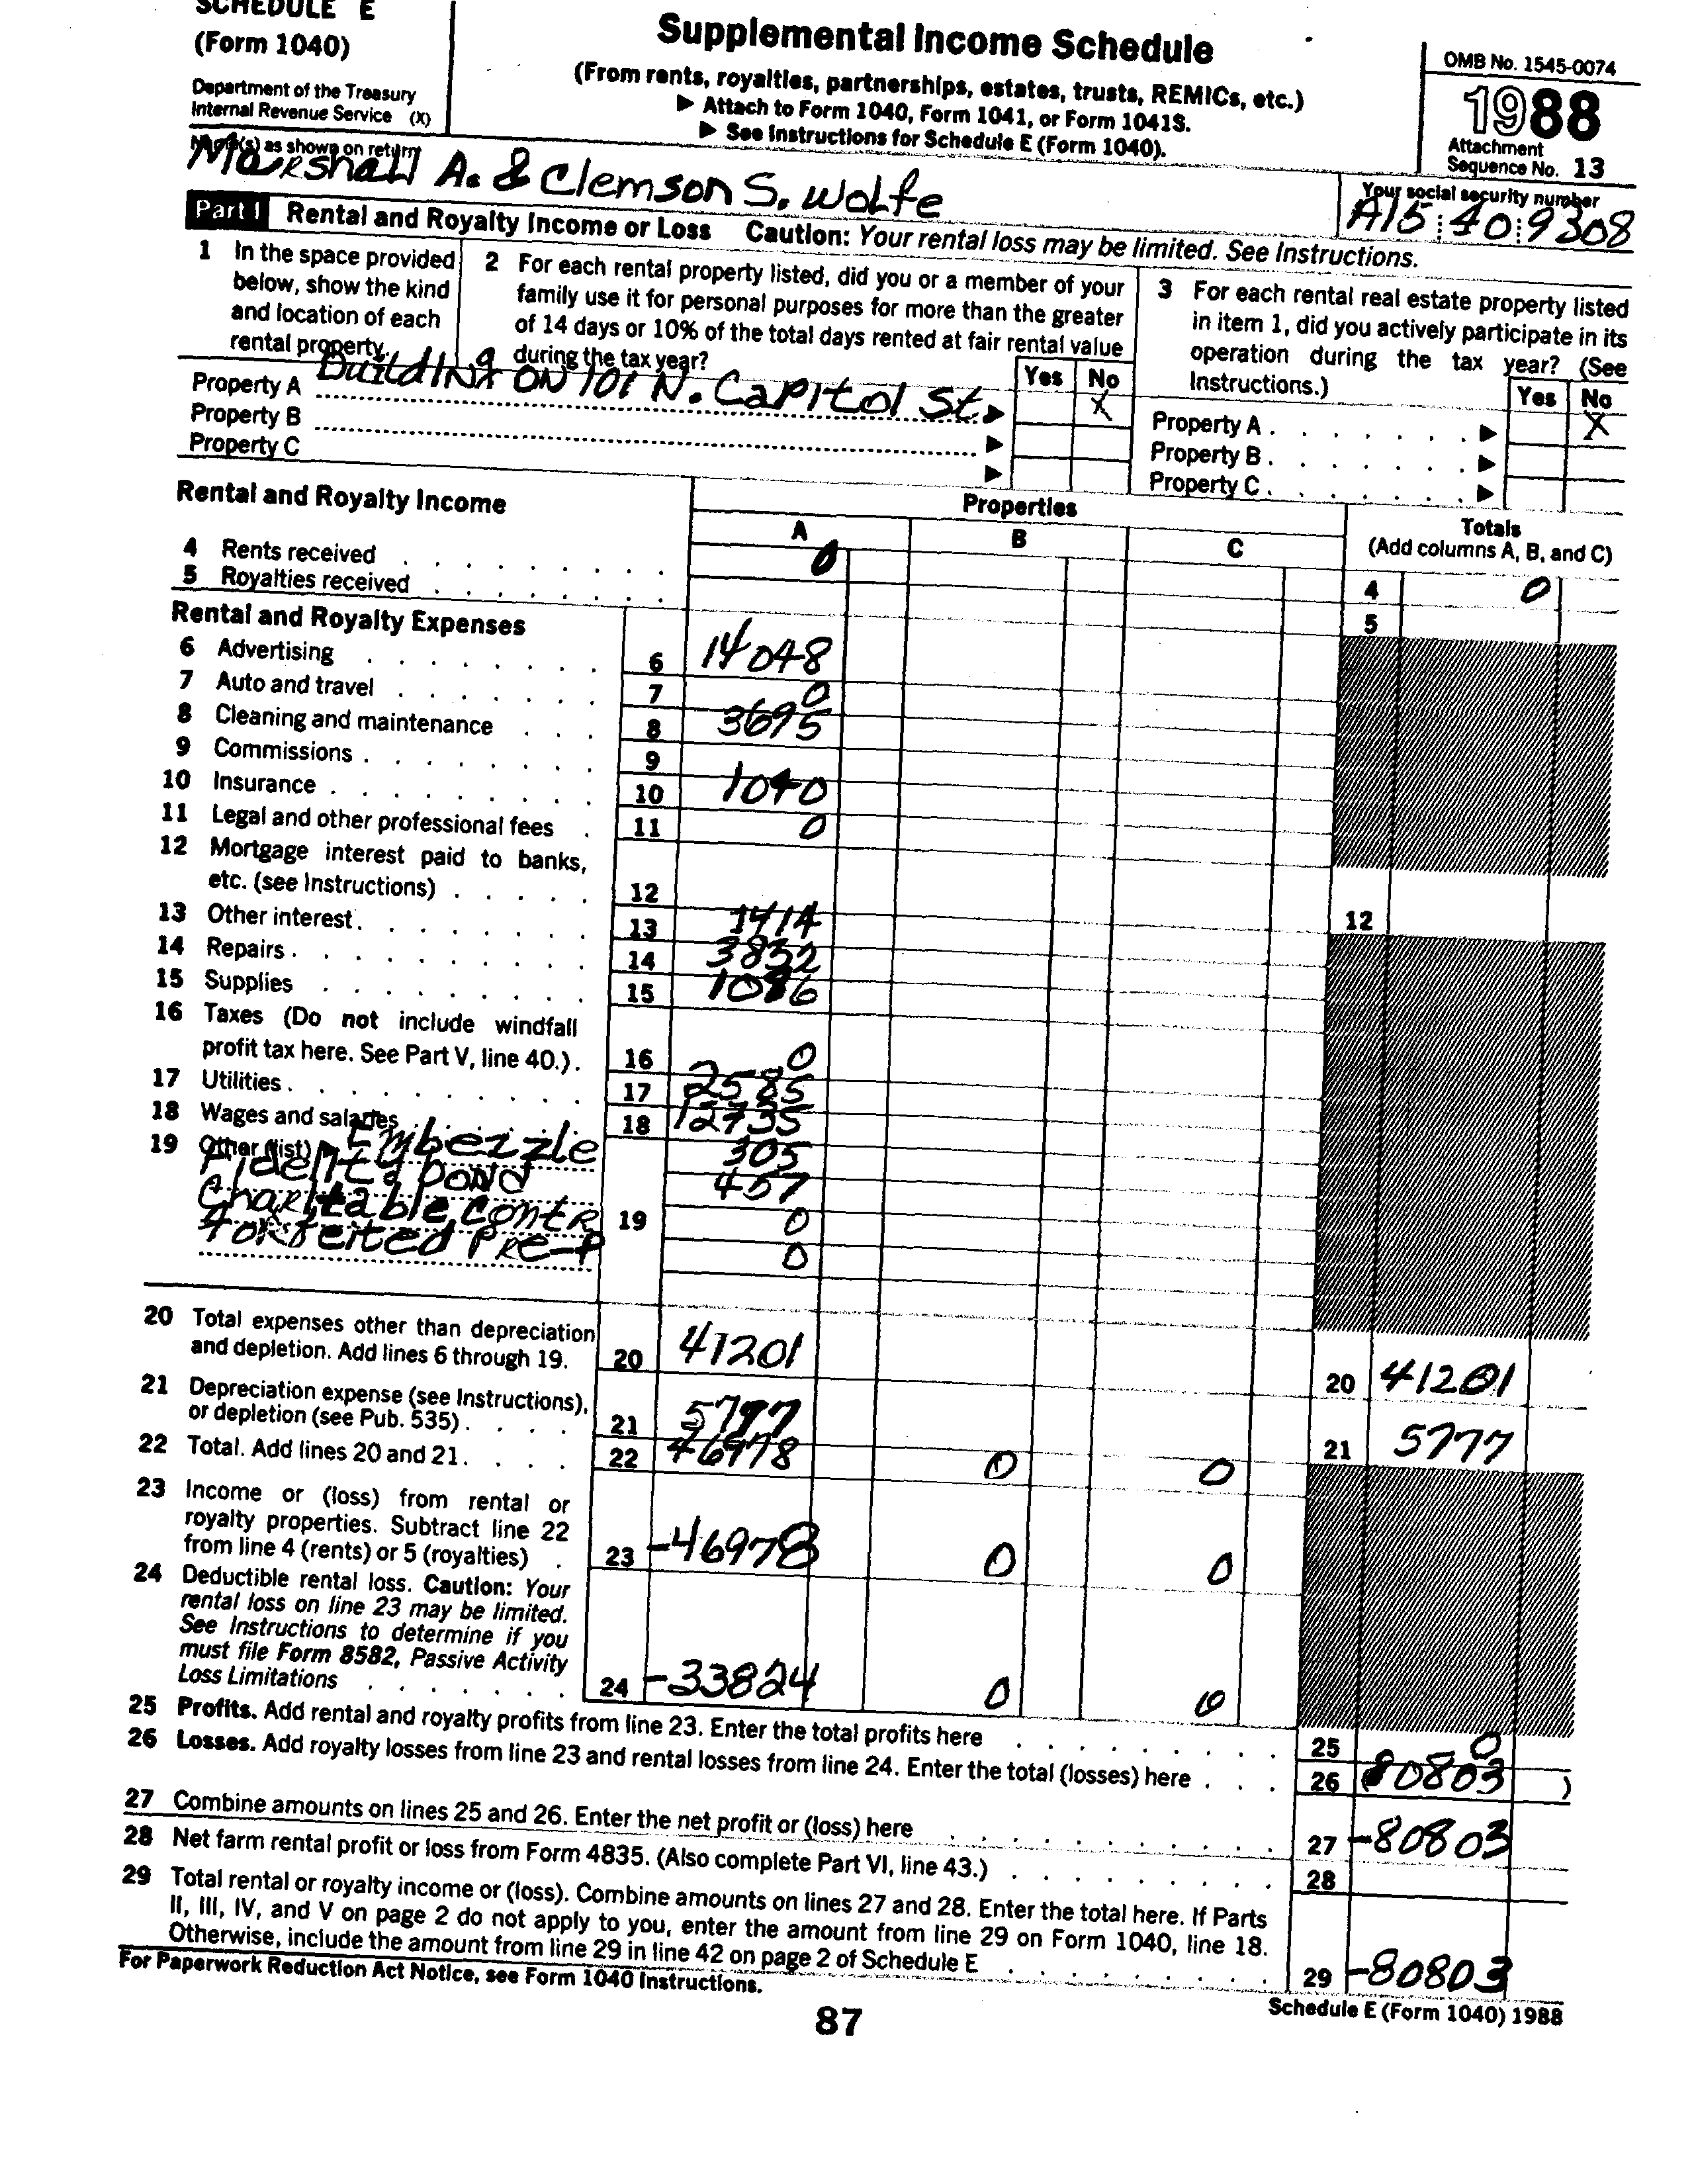 SCHEDULE E
(Form 1040)
Department of the Treasury
Internal Revenue Service (X)
Supplemental Income Schedule
(From rents, royalties, partnerships, estates, trusts, REMICs, etc.)
▶ Attach to Form 1040, Form 1041, or Form 1041S.
▶ See Instructions for Schedule E (Form 1040).
OMB No. 1545-0074
1988
Attachment
Sequence No. 13
Name(s) as shown on return
Marshall A. & Clemson S. Wolfe
Your social security number
A15 40 9308
Part I Rental and Royalty Income or Loss Caution: Your rental loss may be limited. See Instructions.
1 In the space provided
below, show the kind
and location of each
rental property.
2 For each rental property listed, did you or a member of your
family use it for personal purposes for more than the greater
of 14 days or 10% of the total days rented at fair rental value
during the tax year?
3 For each rental real estate property listed
in item 1, did you actively participate in its
operation during the tax year? (See
Instructions.)
Yes No
Yes No
Property A Building ON 101 N. Capitol St. ▶ X
Property B ▶
Property C ▶
Property A . . . . . . . ▶ X
Property B . . . . . . . ▶
Property C . . . . . . . ▶
Rental and Royalty Income
Properties
A B C
Totals
(Add columns A, B, and C)
4 Rents received 0 4 0
5 Royalties received 5
Rental and Royalty Expenses
6 Advertising 6 14048
7 Auto and travel 7 0
8 Cleaning and maintenance 8 3695
9 Commissions 9
10 Insurance 10 1040
11 Legal and other professional fees 11 0
12 Mortgage interest paid to banks,
etc. (see Instructions) 12 12
13 Other interest 13 1414
14 Repairs 14 3832
15 Supplies 15 1086
16 Taxes (Do not include windfall
profit tax here. See Part V, line 40.) 16 0
17 Utilities 17 2585
18 Wages and salaries 18 12735
19 Other (list) ▶ Embezzle 305
Fidelity bond 457
Charitable contr 19 0
Forfeited Pre-P 0
20 Total expenses other than depreciation
and depletion. Add lines 6 through 19. 20 41201 20 41201
21 Depreciation expense (see Instructions),
or depletion (see Pub. 535) 21 5777 21 5777
22 Total. Add lines 20 and 21 22 46978 0 0
23 Income or (loss) from rental or
royalty properties. Subtract line 22
from line 4 (rents) or 5 (royalties) 23 -46978 0 0
24 Deductible rental loss. Caution: Your
rental loss on line 23 may be limited.
See Instructions to determine if you
must file Form 8582, Passive Activity
Loss Limitations 24 -33824 0 0
25 Profits. Add rental and royalty profits from line 23. Enter the total profits here 25 0
26 Losses. Add royalty losses from line 23 and rental losses from line 24. Enter the total (losses) here 26 (80803)
27 Combine amounts on lines 25 and 26. Enter the net profit or (loss) here 27 -80803
28 Net farm rental profit or loss from Form 4835. (Also complete Part VI, line 43.) 28
29 Total rental or royalty income or (loss). Combine amounts on lines 27 and 28. Enter the total here. If Parts
II, III, IV, and V on page 2 do not apply to you, enter the amount from line 29 on Form 1040, line 18.
Otherwise, include the amount from line 29 in line 42 on page 2 of Schedule E 29 -80803
For Paperwork Reduction Act Notice, see Form 1040 Instructions.
Schedule E (Form 1040) 1988
87